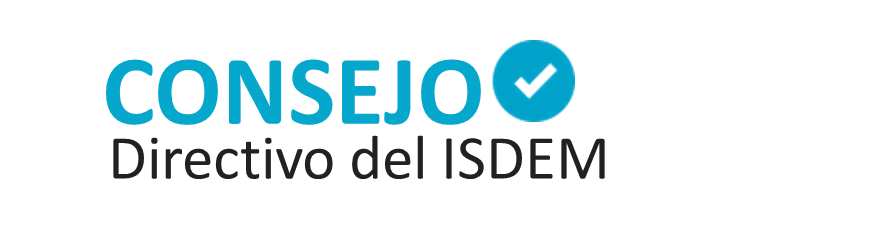 CONSEJO
Directivo del ISDEM